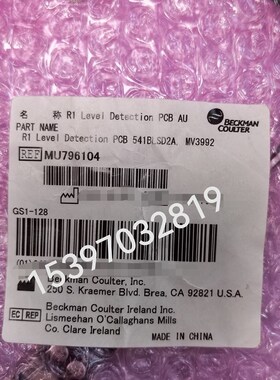 名 称 R1 Level Detection PCB AU
PART NAME
BECKMAN
COULTER
R1 Level Detection PCB 541BLSD2A. MV3992
REF MU796104
GS1-128
15397032819
(01)
Beckman Coulter, Inc.
250 S. Kraemer Blvd. Brea, CA 92821 U.S.A.
EC REP
Beckman Coulter Ireland Inc.
Lismeehan O'Callaghans Mills
Co. Clare Ireland
MADE IN CHINA